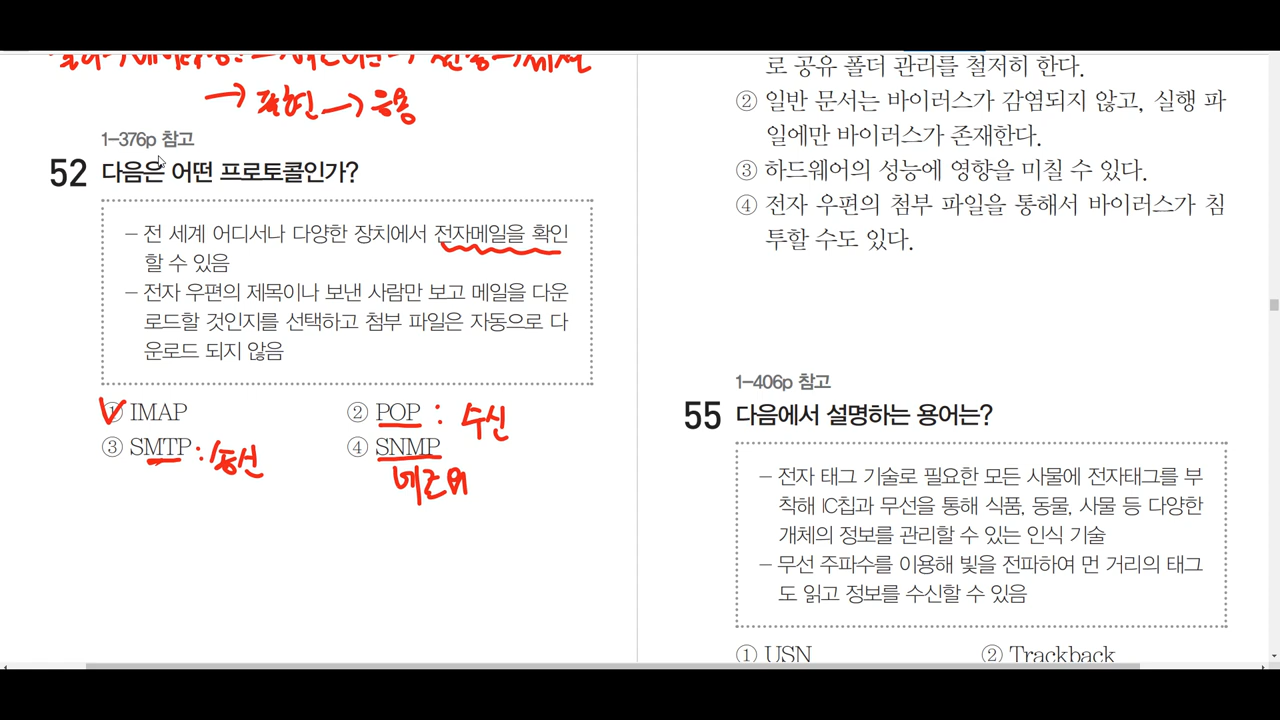 → 표현 → 응용
1-376p 참고
52 다음은 어떤 프로토콜인가?
– 전 세계 어디서나 다양한 장치에서 전자메일을 확인
할 수 있음
– 전자 우편의 제목이나 보낸 사람만 보고 메일을 다운
로드할 것인지를 선택하고 첨부 파일은 자동으로 다
운로드 되지 않음
① IMAP
② POP : 수신
③ SMTP : 송신
④ SNMP
네트워
로 공유 폴더 관리를 철저히 한다.
② 일반 문서는 바이러스가 감염되지 않고, 실행 파
일에만 바이러스가 존재한다.
③ 하드웨어의 성능에 영향을 미칠 수 있다.
④ 전자 우편의 첨부 파일을 통해서 바이러스가 침
투할 수도 있다.
1-406p 참고
55 다음에서 설명하는 용어는?
– 전자 태그 기술로 필요한 모든 사물에 전자태그를 부
착해 IC칩과 무선을 통해 식품, 동물, 사물 등 다양한
개체의 정보를 관리할 수 있는 인식 기술
– 무선 주파수를 이용해 빛을 전파하여 먼 거리의 태그
도 읽고 정보를 수신할 수 있음
① USN
② Trackback